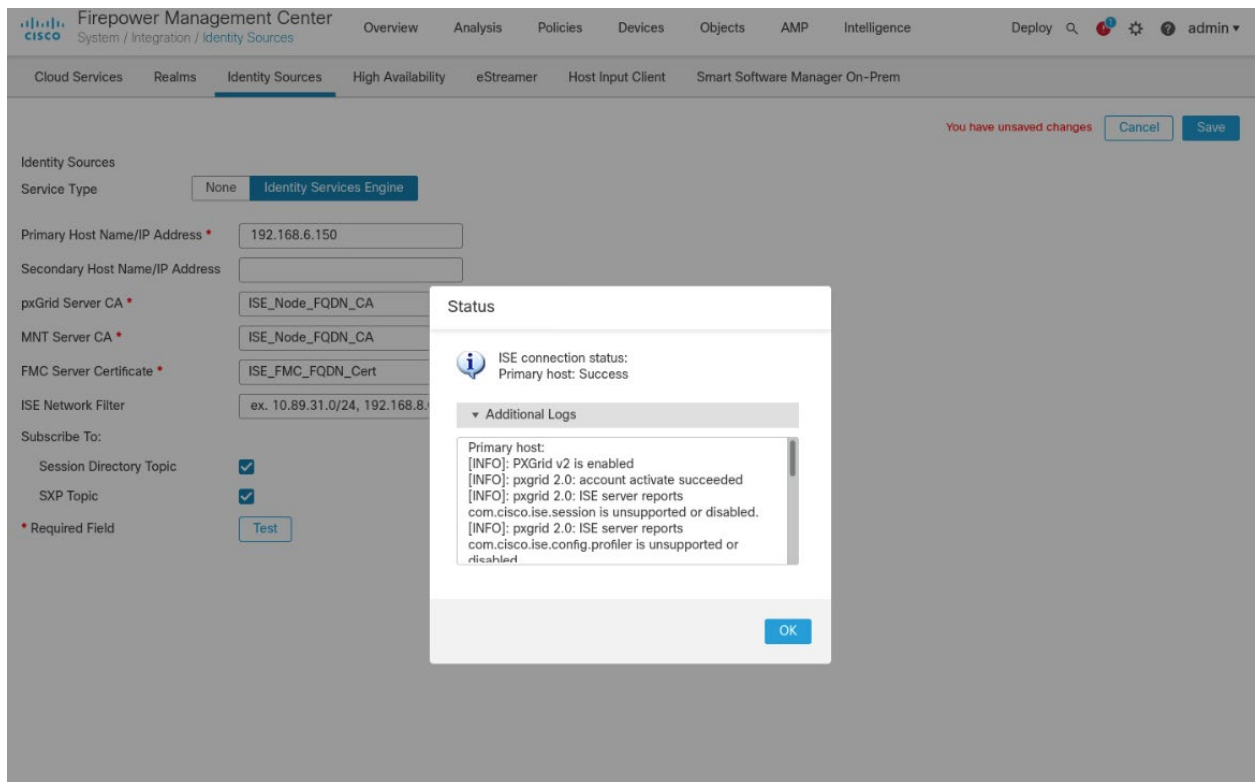 Firepower Management Center
CISCO System / Integration / Identity Sources
Overview Analysis Policies Devices Objects AMP Intelligence Deploy 1 admin ▾
Cloud Services Realms Identity Sources High Availability eStreamer Host Input Client Smart Software Manager On-Prem
You have unsaved changes Cancel Save
Identity Sources
Service Type None Identity Services Engine
Primary Host Name/IP Address * 192.168.6.150
Secondary Host Name/IP Address
pxGrid Server CA * ISE_Node_FQDN_CA
MNT Server CA * ISE_Node_FQDN_CA
FMC Server Certificate * ISE_FMC_FQDN_Cert
ISE Network Filter ex. 10.89.31.0/24, 192.168.8.
Subscribe To:
Session Directory Topic
SXP Topic
* Required Field Test
Status
ISE connection status:
Primary host: Success
▾ Additional Logs
Primary host:
[INFO]: PXGrid v2 is enabled
[INFO]: pxgrid 2.0: account activate succeeded
[INFO]: pxgrid 2.0: ISE server reports
com.cisco.ise.session is unsupported or disabled.
[INFO]: pxgrid 2.0: ISE server reports
com.cisco.ise.config.profiler is unsupported or
disabled
OK